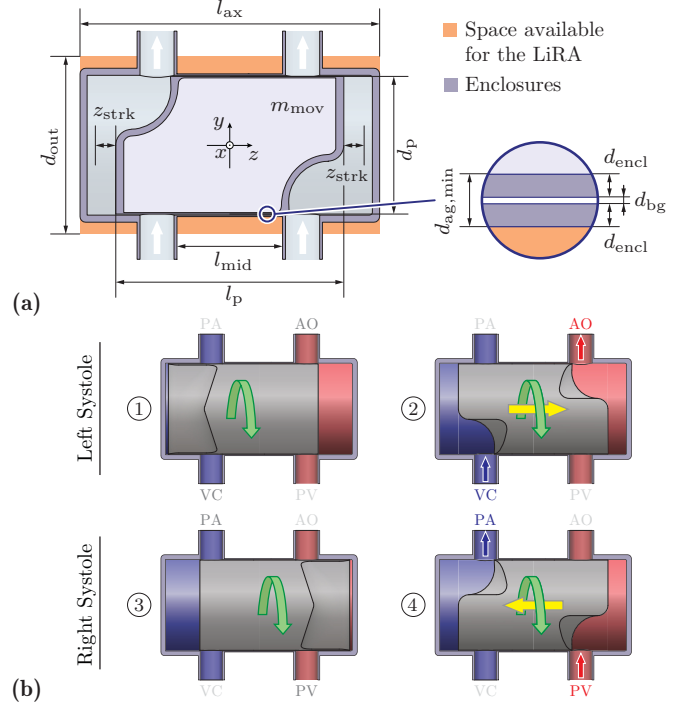 l_ax
Space available
for the LiRA
Enclosures
z_strk
m_mov
y
x
z
d_out
d_p
z_strk
d_encl
d_ag,min
d_bg
d_encl
l_mid
l_p
(a)
PA
AO
PA
AO
Left Systole
1
2
VC
PV
VC
PV
PA
AO
PA
AO
Right Systole
3
4
(b)
VC
PV
VC
PV